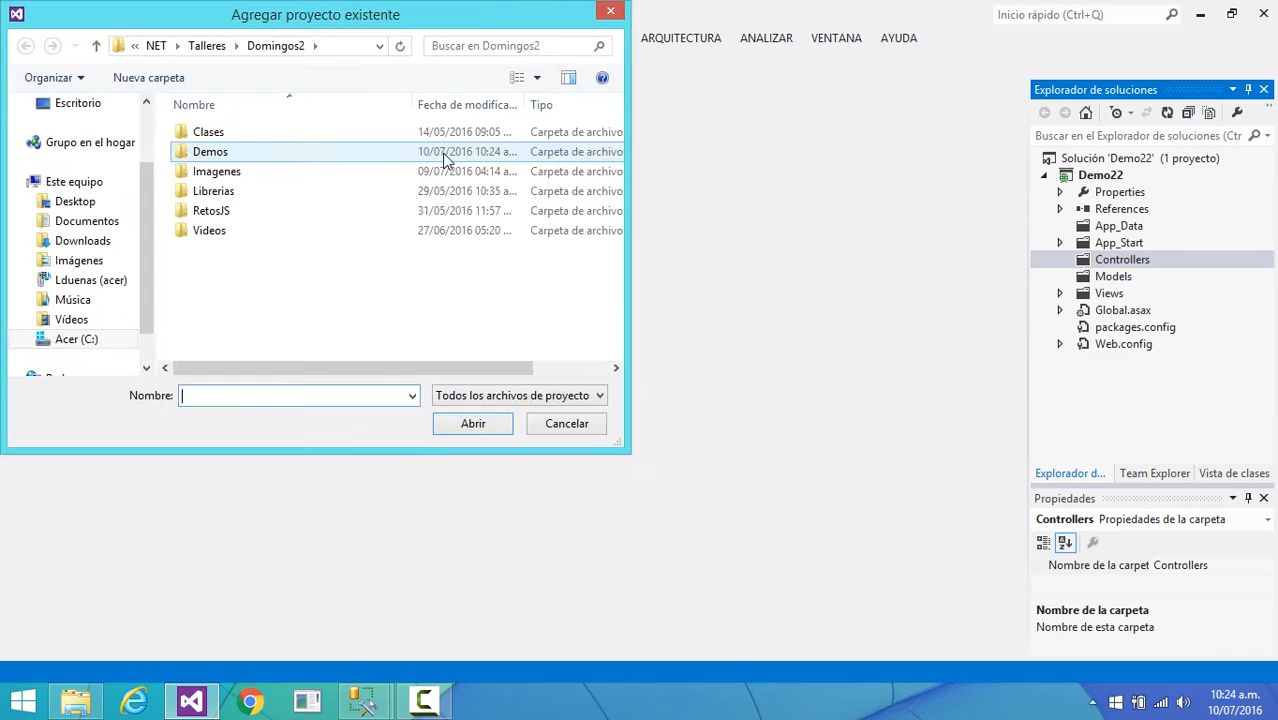 Agregar proyecto existente
Inicio rápido (Ctrl+Q)
ARQUITECTURA ANALIZAR VENTANA AYUDA
« NET Talleres Domingos2
Buscar en Domingos2
Organizar Nueva carpeta
Escritorio
Grupo en el hogar
Este equipo
Desktop
Documentos
Downloads
Imágenes
Lduenas (acer)
Música
Vídeos
Acer (C:)
Nombre Fecha de modifica... Tipo
Clases 14/05/2016 09:05 ... Carpeta de archivo
Demos 10/07/2016 10:24 a... Carpeta de archivo
Imagenes 09/07/2016 04:14 a... Carpeta de archivo
Librerias 29/05/2016 10:35 a... Carpeta de archivo
RetosJS 31/05/2016 11:57 ... Carpeta de archivo
Videos 27/06/2016 05:20 ... Carpeta de archivo
Nombre: Todos los archivos de proyecto
Abrir Cancelar
Explorador de soluciones
Buscar en el Explorador de soluciones (Ctrl
Solución 'Demo22' (1 proyecto)
Demo22
Properties
References
App_Data
App_Start
Controllers
Models
Views
Global.asax
packages.config
Web.config
Explorador d... Team Explorer Vista de clases
Propiedades
Controllers Propiedades de la carpeta
Nombre de la carpet Controllers
Nombre de la carpeta
Nombre de esta carpeta
10:24 a.m.
10/07/2016